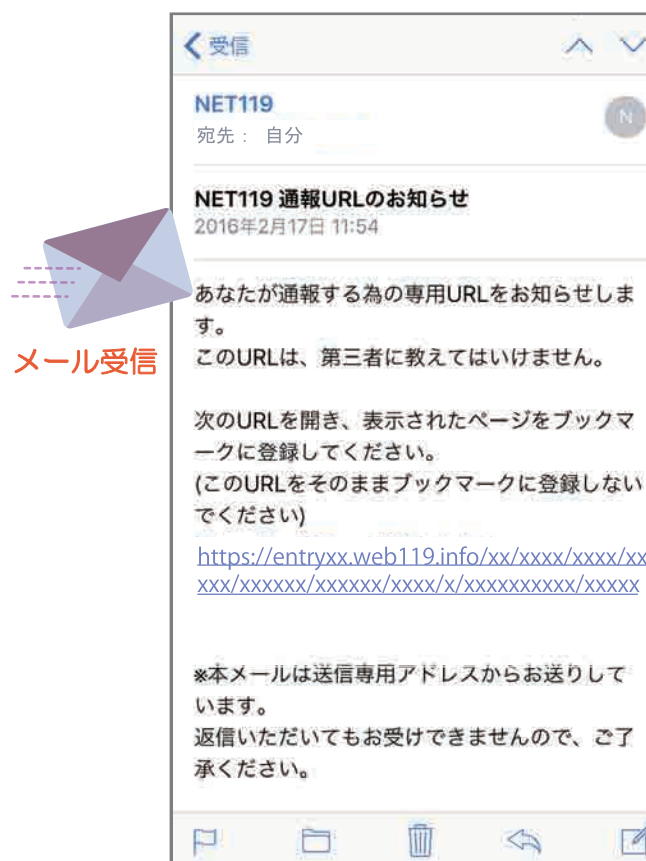 受信
NET119
N
宛先： 自分
NET119 通報URLのお知らせ
2016年2月17日 11:54
メール受信
あなたが通報する為の専用URLをお知らせしま
す。
このURLは、第三者に教えてはいけません。
次のURLを開き、表示されたページをブックマ
ークに登録してください。
(このURLをそのままブックマークに登録しない
でください)
https://entryxx.web119.info/xx/xxxx/xxxx/xx
xxx/xxxxxx/xxxxxx/xxxx/x/xxxxxxxxxx/xxxxx
※本メールは送信専用アドレスからお送りして
います。
返信いただいてもお受けできませんので、ご了
承ください。